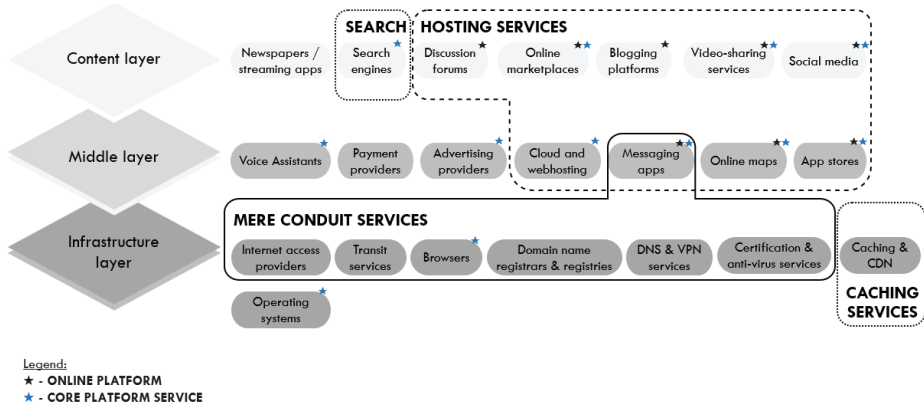 SEARCH
HOSTING SERVICES
Content layer
Newspapers /
streaming apps
Search
engines
Discussion
forums
Online
marketplaces
Blogging
platforms
Video-sharing
services
Social media
Middle layer
Voice Assistants
Payment
providers
Advertising
providers
Cloud and
webhosting
Messaging
apps
Online maps
App stores
MERE CONDUIT SERVICES
Infrastructure
layer
Internet access
providers
Transit
services
Browsers
Domain name
registrars & registries
DNS & VPN
services
Certification &
anti-virus services
Caching &
CDN
Operating
systems
CACHING
SERVICES
Legend:
★ - ONLINE PLATFORM
★ - CORE PLATFORM SERVICE